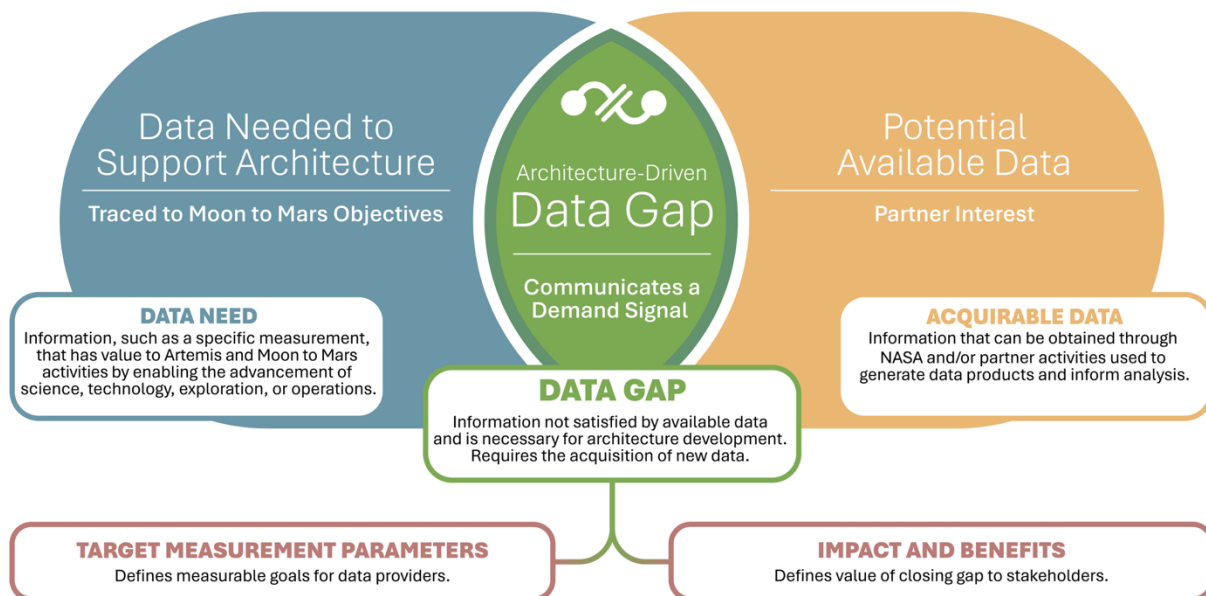 Data Needed to
Support Architecture
Traced to Moon to Mars Objectives
Architecture-Driven
Data Gap
Communicates a
Demand Signal
Potential
Available Data
Partner Interest
DATA NEED
Information, such as a specific measurement,
that has value to Artemis and Moon to Mars
activities by enabling the advancement of
science, technology, exploration, or operations.
ACQUIRABLE DATA
Information that can be obtained through
NASA and/or partner activities used to
generate data products and inform analysis.
DATA GAP
Information not satisfied by available data
and is necessary for architecture development.
Requires the acquisition of new data.
TARGET MEASUREMENT PARAMETERS
Defines measurable goals for data providers.
IMPACT AND BENEFITS
Defines value of closing gap to stakeholders.